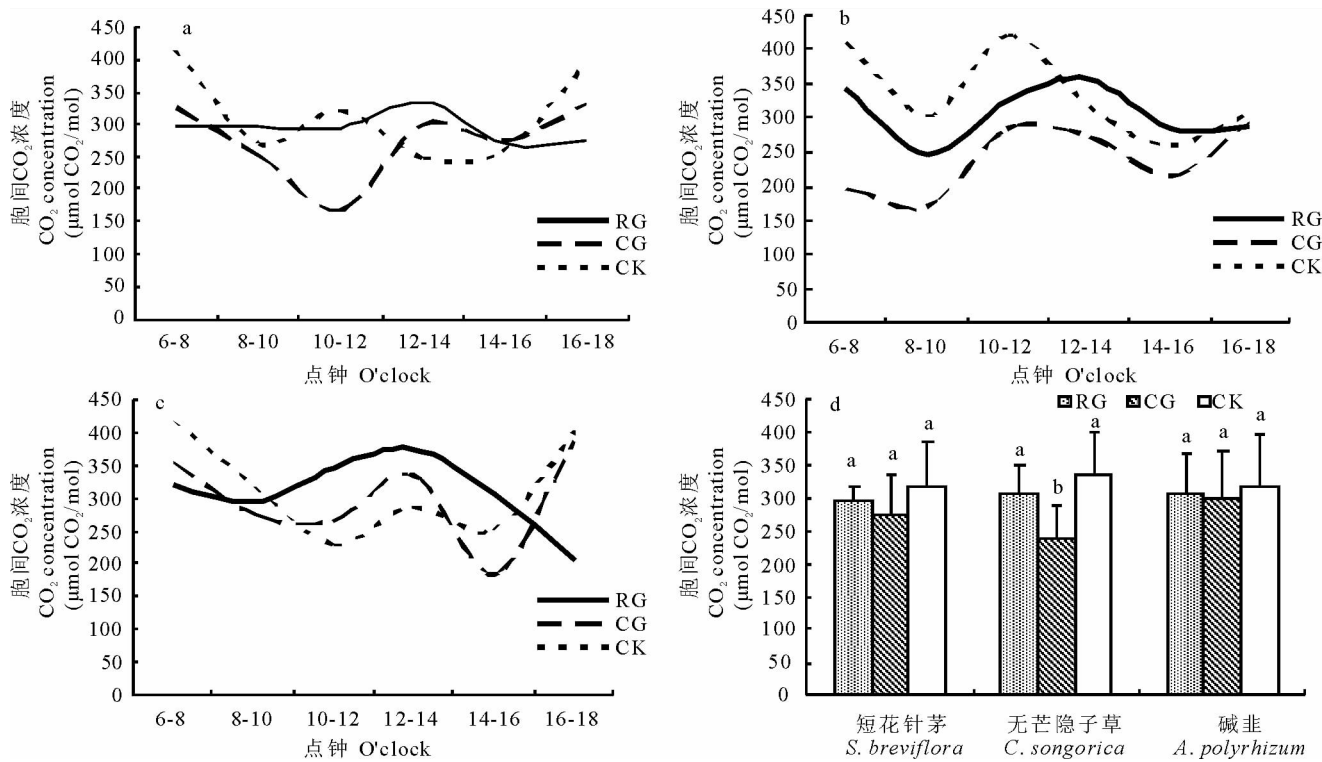 a
胞间CO₂浓度
CO₂ concentration
(μmol CO₂/mol)
450
400
350
300
250
200
150
100
50
0
RG
CG
CK
6-8 8-10 10-12 12-14 14-16 16-18
点钟 O'clock
b
胞间CO₂浓度
CO₂ concentration
(μmol CO₂/mol)
450
400
350
300
250
200
150
100
50
0
RG
CG
CK
6-8 8-10 10-12 12-14 14-16 16-18
点钟 O'clock
c
胞间CO₂浓度
CO₂ concentration
(μmol CO₂/mol)
450
400
350
300
250
200
150
100
50
0
RG
CG
CK
6-8 8-10 10-12 12-14 14-16 16-18
点钟 O'clock
d
胞间CO₂浓度
CO₂ concentration
(μmol CO₂/mol)
450
400
350
300
250
200
150
100
50
0
RG CG CK
a a a a b a a a a
短花针茅 无芒隐子草 碱韭
S. breviflora C. songorica A. polyrhizum